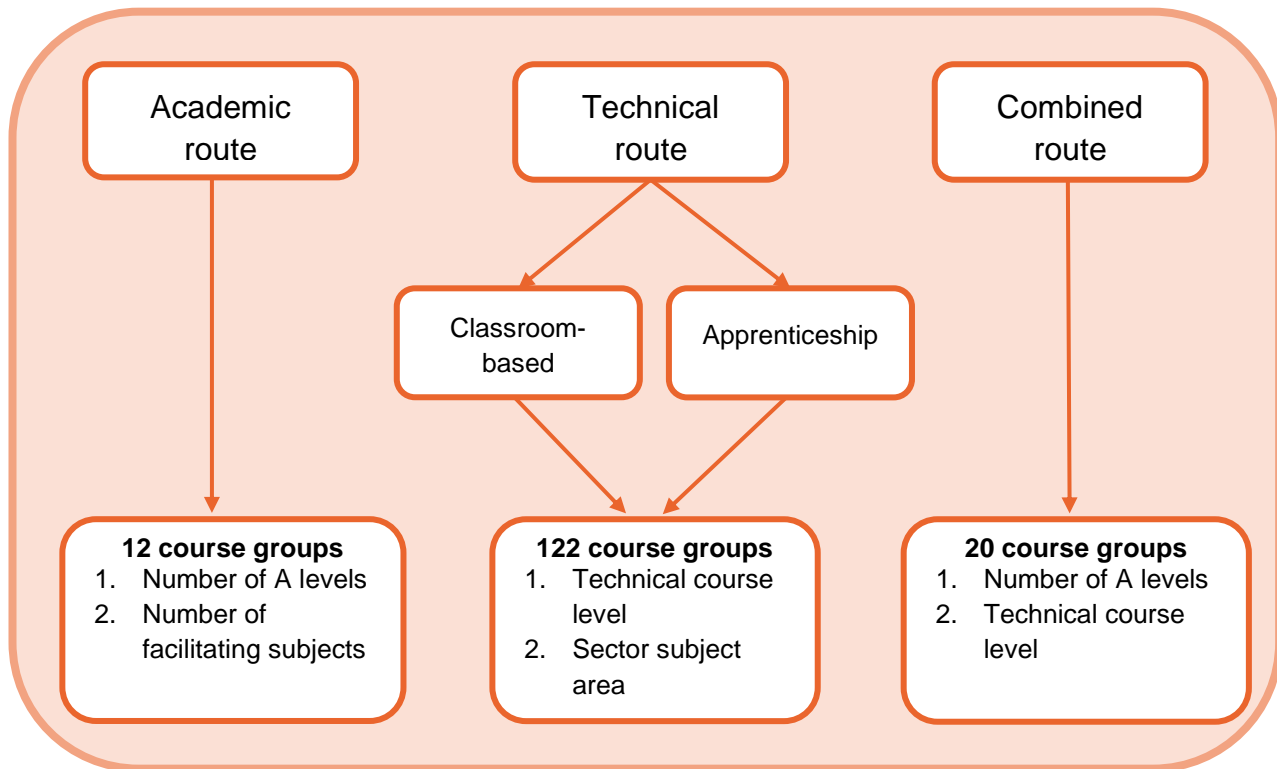 Academic
route
Technical
route
Combined
route
Classroom-
based
Apprenticeship
12 course groups
1. Number of A levels
2. Number of
facilitating subjects
122 course groups
1. Technical course
level
2. Sector subject
area
20 course groups
1. Number of A levels
2. Technical course
level